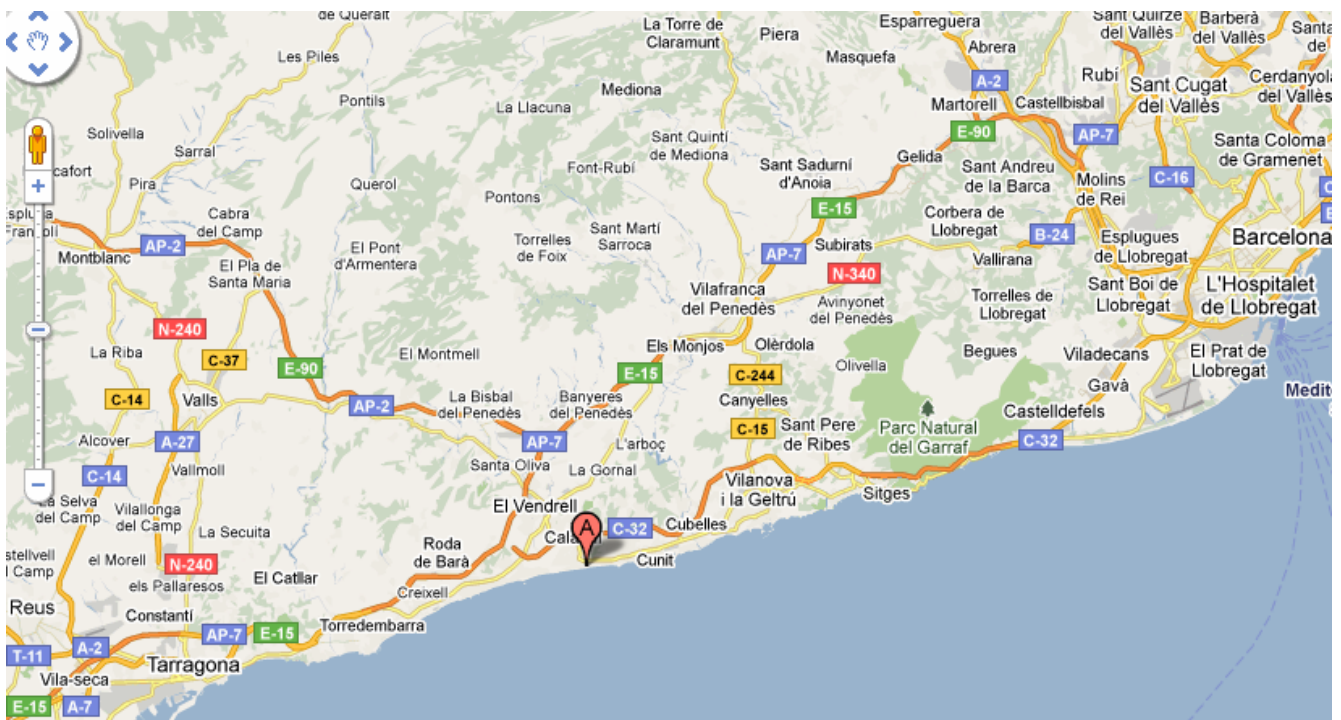 de Queralt
La Torre de
Claramunt
Piera
Esparreguera
Sant Quirze
del Vallès
Barberà
del Vallès
Santa
de
Les Piles
Masquefa
Abrera
A-2
Rubí
Sant Cugat
del Vallès
Cerdanyola
del Vallès
Pontils
La Llacuna
Mediona
Martorell
Castellbisbal
E-90
AP-7
Solivella
Sarral
Sant Quintí
de Mediona
Gelida
Santa Coloma
de Gramenet
cafort
Pira
Querol
Font-Rubí
Pontons
Sant Sadurní
d'Anoia
Sant Andreu
de la Barca
Molins
de Rei
C-16
E-15
Cabra
del Camp
Corbera de
Llobregat
Montblanc
AP-2
El Pla de
Santa Maria
El Pont
d'Armentera
Torrelles
de Foix
Sant Martí
Sarroca
AP-7
Subirats
B-24
Vallirana
Esplugues
de Llobregat
Barcelona
N-340
Vilafranca
del Penedès
Avinyonet
del Penedès
Torrelles de
Llobregat
Sant Boi de
Llobregat
L'Hospitalet
de Llobregat
N-240
La Riba
C-37
E-90
El Montmell
Els Monjos
Olèrdola
Olivella
Begues
Viladecans
El Prat de
Llobregat
E-15
C-244
C-14
Valls
AP-2
La Bisbal
del Penedès
Banyeres
del Penedès
Canyelles
Gavà
Alcover
A-27
AP-7
L'arboç
C-15
Sant Pere
de Ribes
Parc Natural
del Garraf
Castelldefels
C-32
C-14
Vallmoll
Santa Oliva
La Gornal
Vilanova
i la Geltrú
Sitges
La Selva
del Camp
Vilallonga
del Camp
La Secuita
El Vendrell
A
C-32
Cubelles
Cunit
el Morell
N-240
els Pallaresos
El Catllar
Roda
de Barà
Creixell
Reus
Constantí
AP-7
E-15
Torredembarra
T-11
A-2
Tarragona
Vila-seca
E-15
A-7